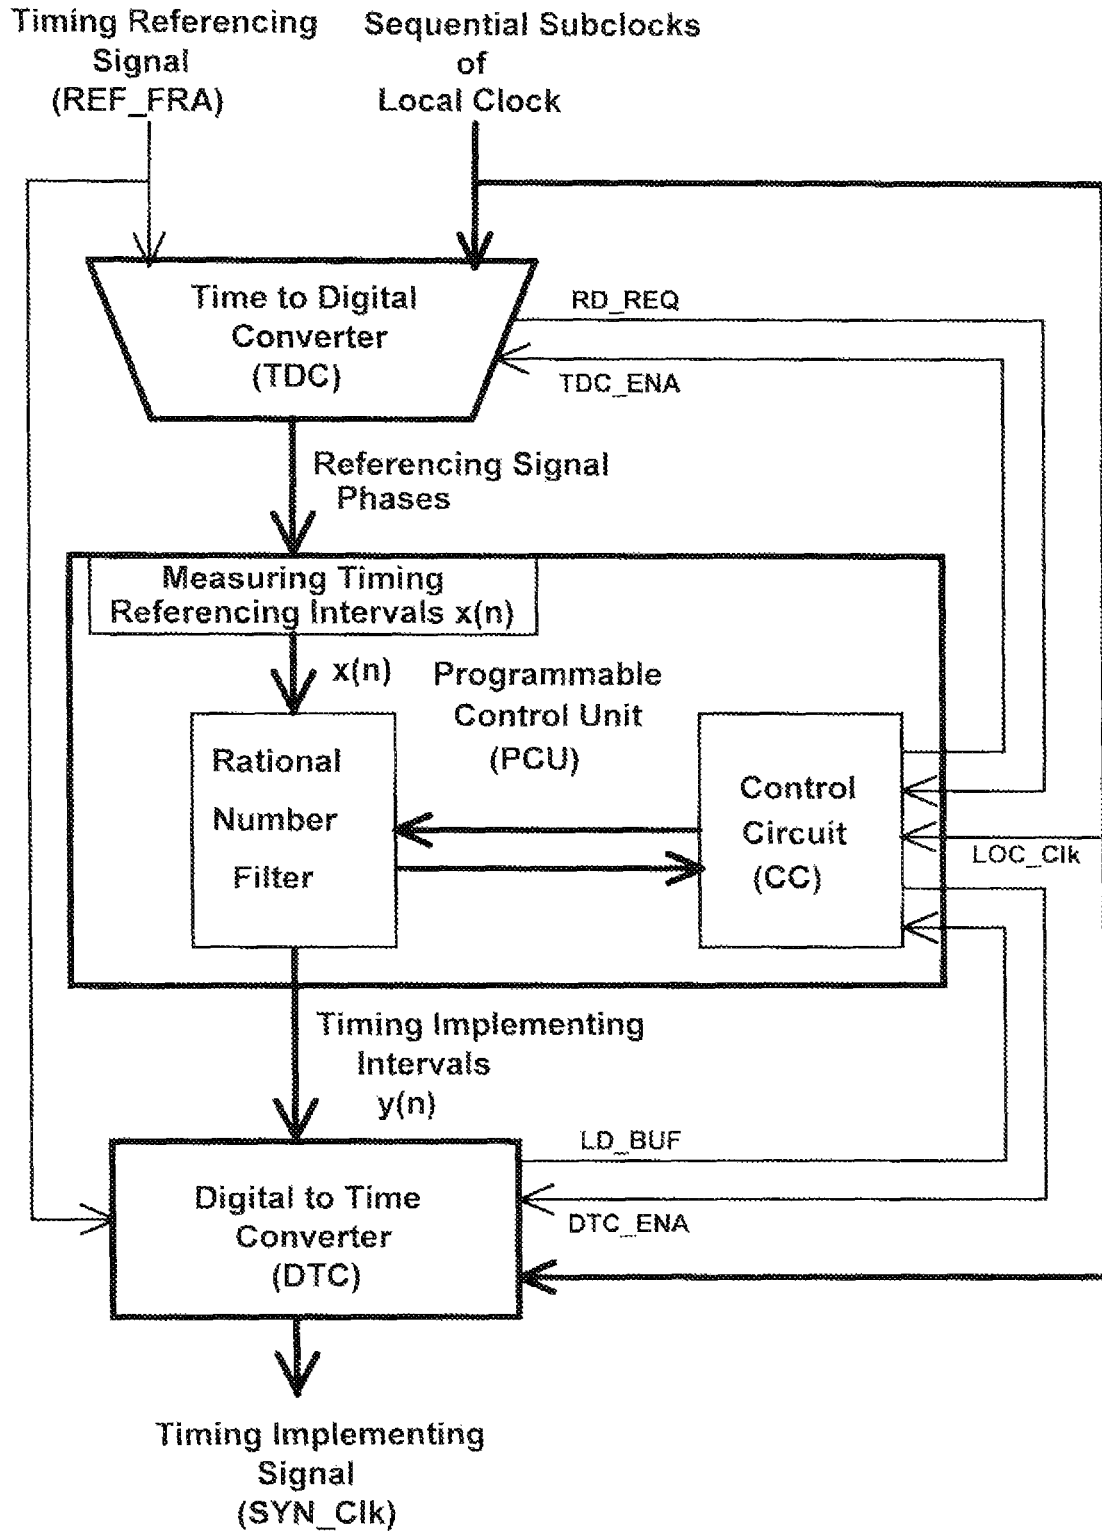 Timing Referencing
Signal
(REF_FRA)
Sequential Subclocks
of
Local Clock
Time to Digital
Converter
(TDC)
RD_REQ
TDC_ENA
Referencing Signal
Phases
Measuring Timing
Referencing Intervals x(n)
x(n)
Programmable
Control Unit
(PCU)
Rational
Number
Filter
Control
Circuit
(CC)
LOC_Clk
Timing Implementing
Intervals
y(n)
LD_BUF
DTC_ENA
Digital to Time
Converter
(DTC)
Timing Implementing
Signal
(SYN_Clk)